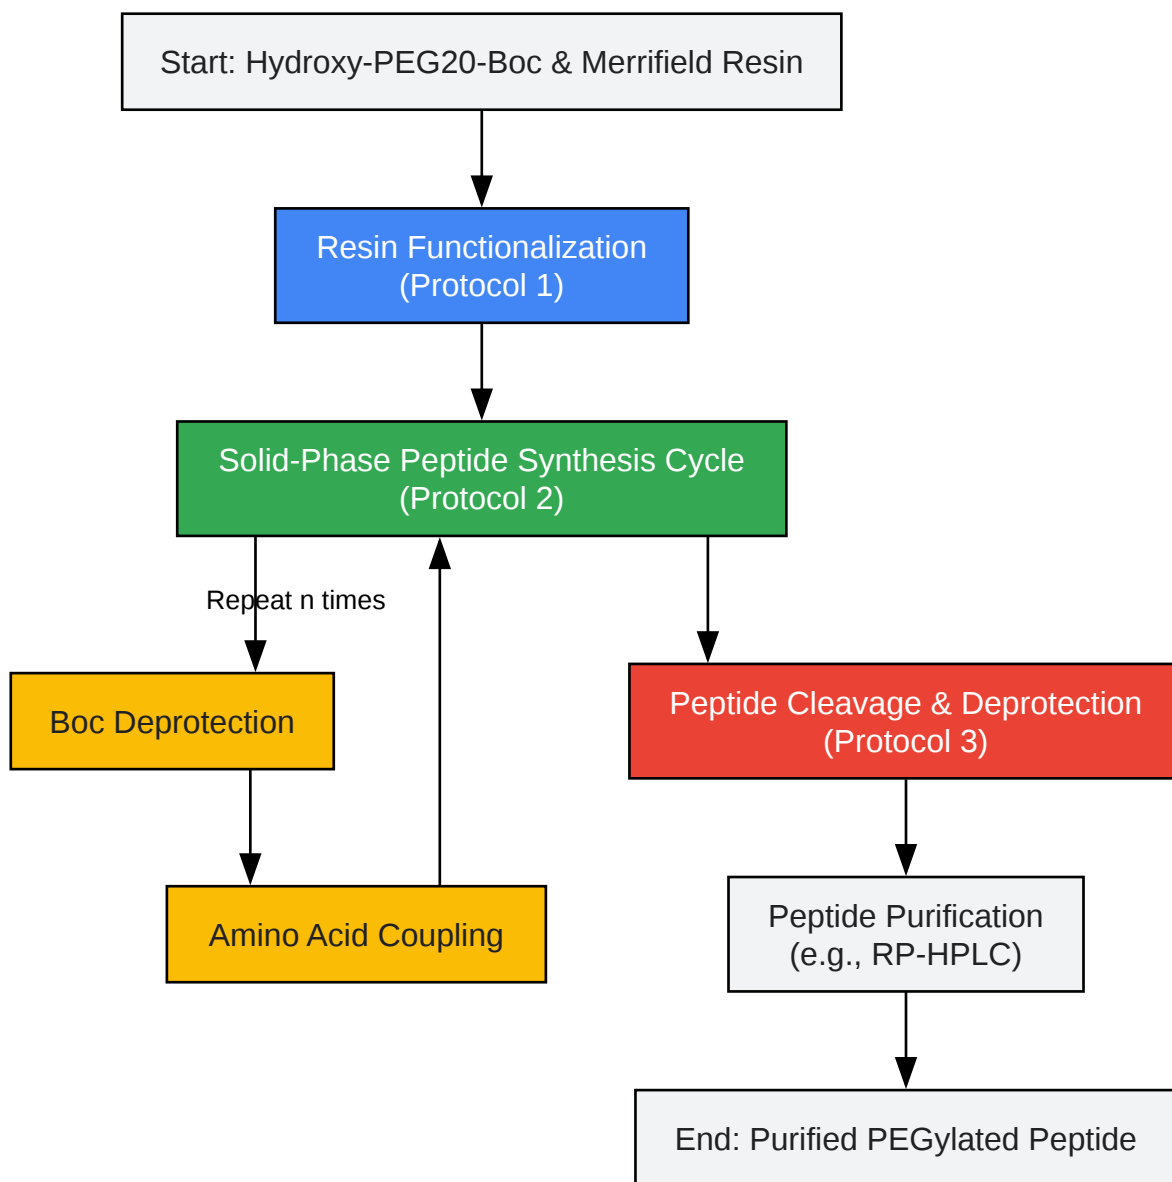 Start: Hydroxy-PEG20-Boc & Merrifield Resin
Resin Functionalization
(Protocol 1)
Solid-Phase Peptide Synthesis Cycle
(Protocol 2)
Repeat n times
Boc Deprotection
Amino Acid Coupling
Peptide Cleavage & Deprotection
(Protocol 3)
Peptide Purification
(e.g., RP-HPLC)
End: Purified PEGylated Peptide